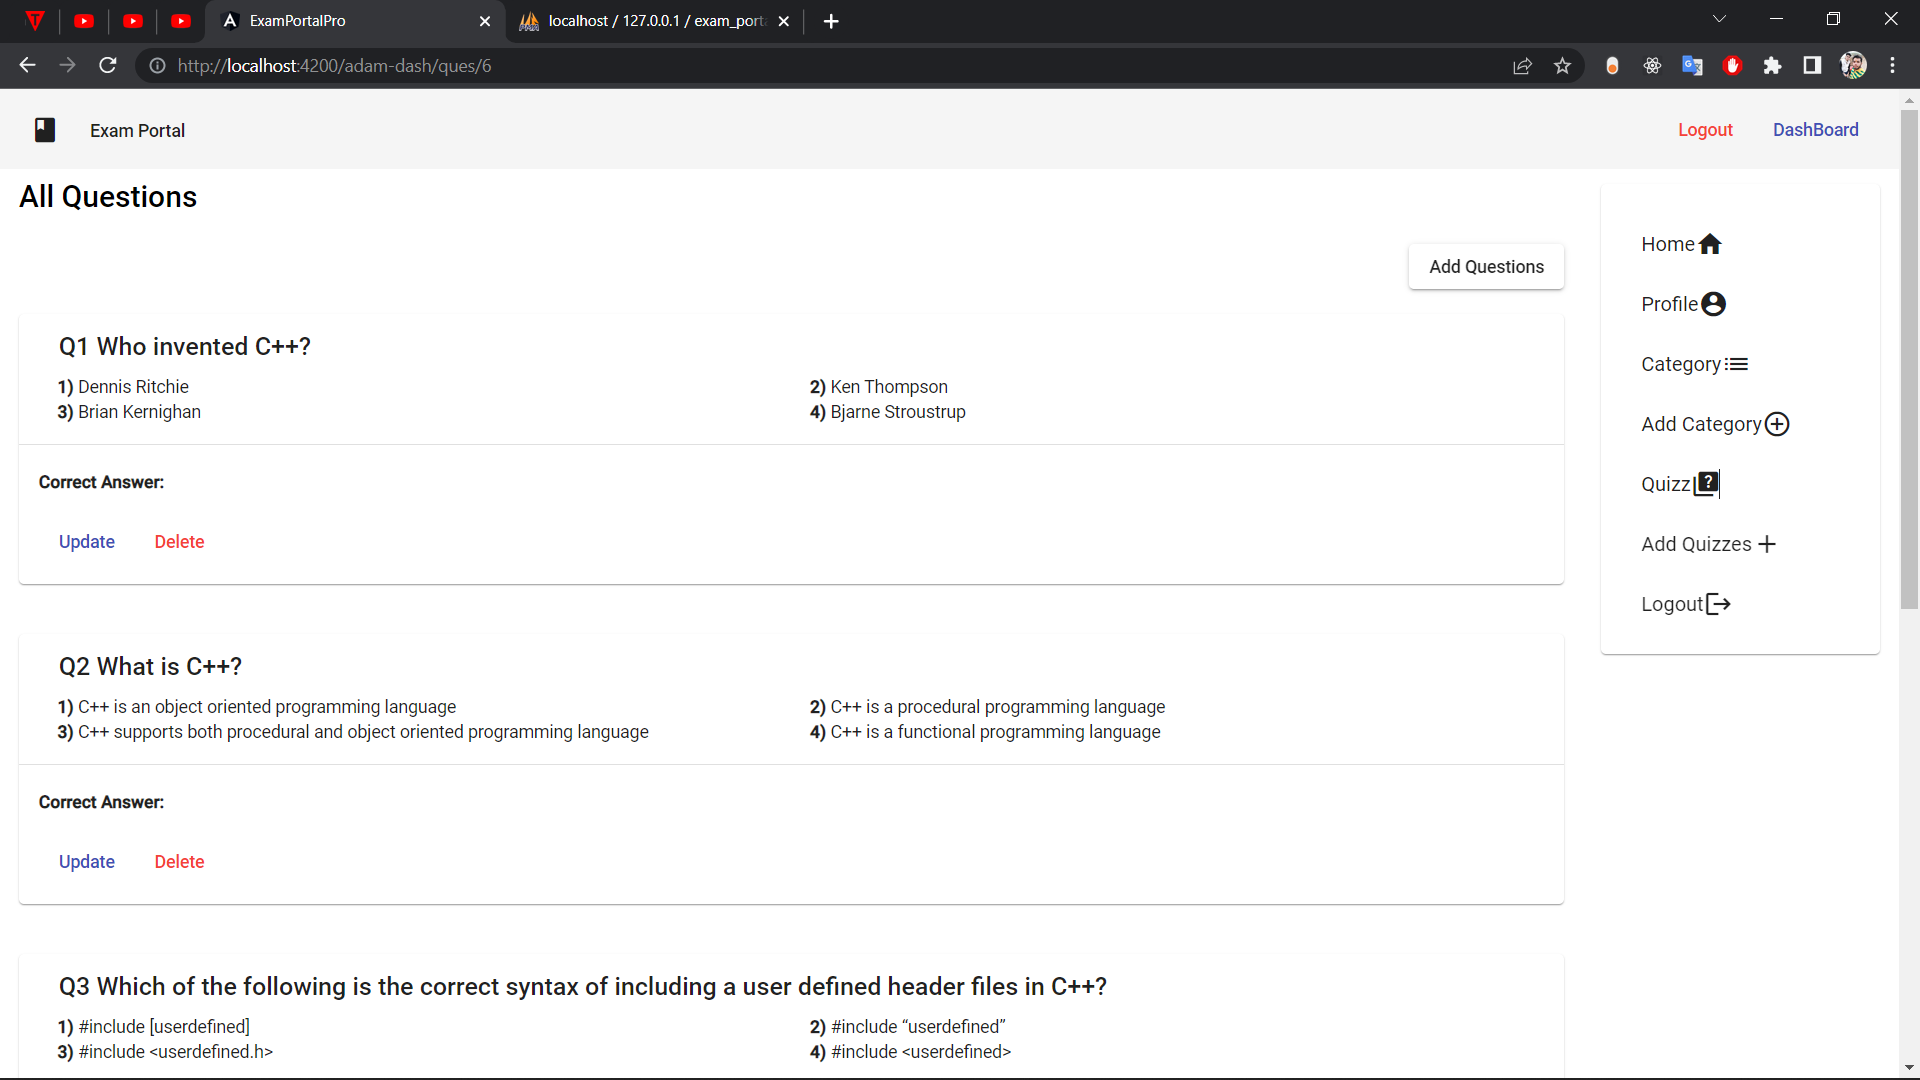 ExamPortalPro
localhost / 127.0.0.1 / exam_port
http://localhost:4200/adam-dash/ques/6
Exam Portal
Logout
DashBoard
All Questions
Add Questions
Q1 Who invented C++?
1) Dennis Ritchie
2) Ken Thompson
3) Brian Kernighan
4) Bjarne Stroustrup
Correct Answer:
Update
Delete
Q2 What is C++?
1) C++ is an object oriented programming language
2) C++ is a procedural programming language
3) C++ supports both procedural and object oriented programming language
4) C++ is a functional programming language
Correct Answer:
Update
Delete
Q3 Which of the following is the correct syntax of including a user defined header files in C++?
1) #include [userdefined]
2) #include “userdefined”
3) #include <userdefined.h>
4) #include <userdefined>
Home
Profile
Category
Add Category
Quizz
Add Quizzes
Logout